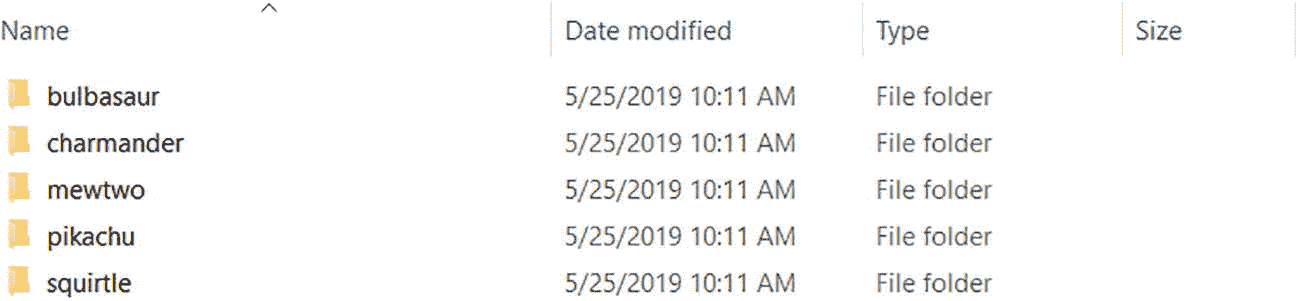 Name Date modified Type Size
bulbasaur 5/25/2019 10:11 AM File folder
charmander 5/25/2019 10:11 AM File folder
mewtwo 5/25/2019 10:11 AM File folder
pikachu 5/25/2019 10:11 AM File folder
squirtle 5/25/2019 10:11 AM File folder